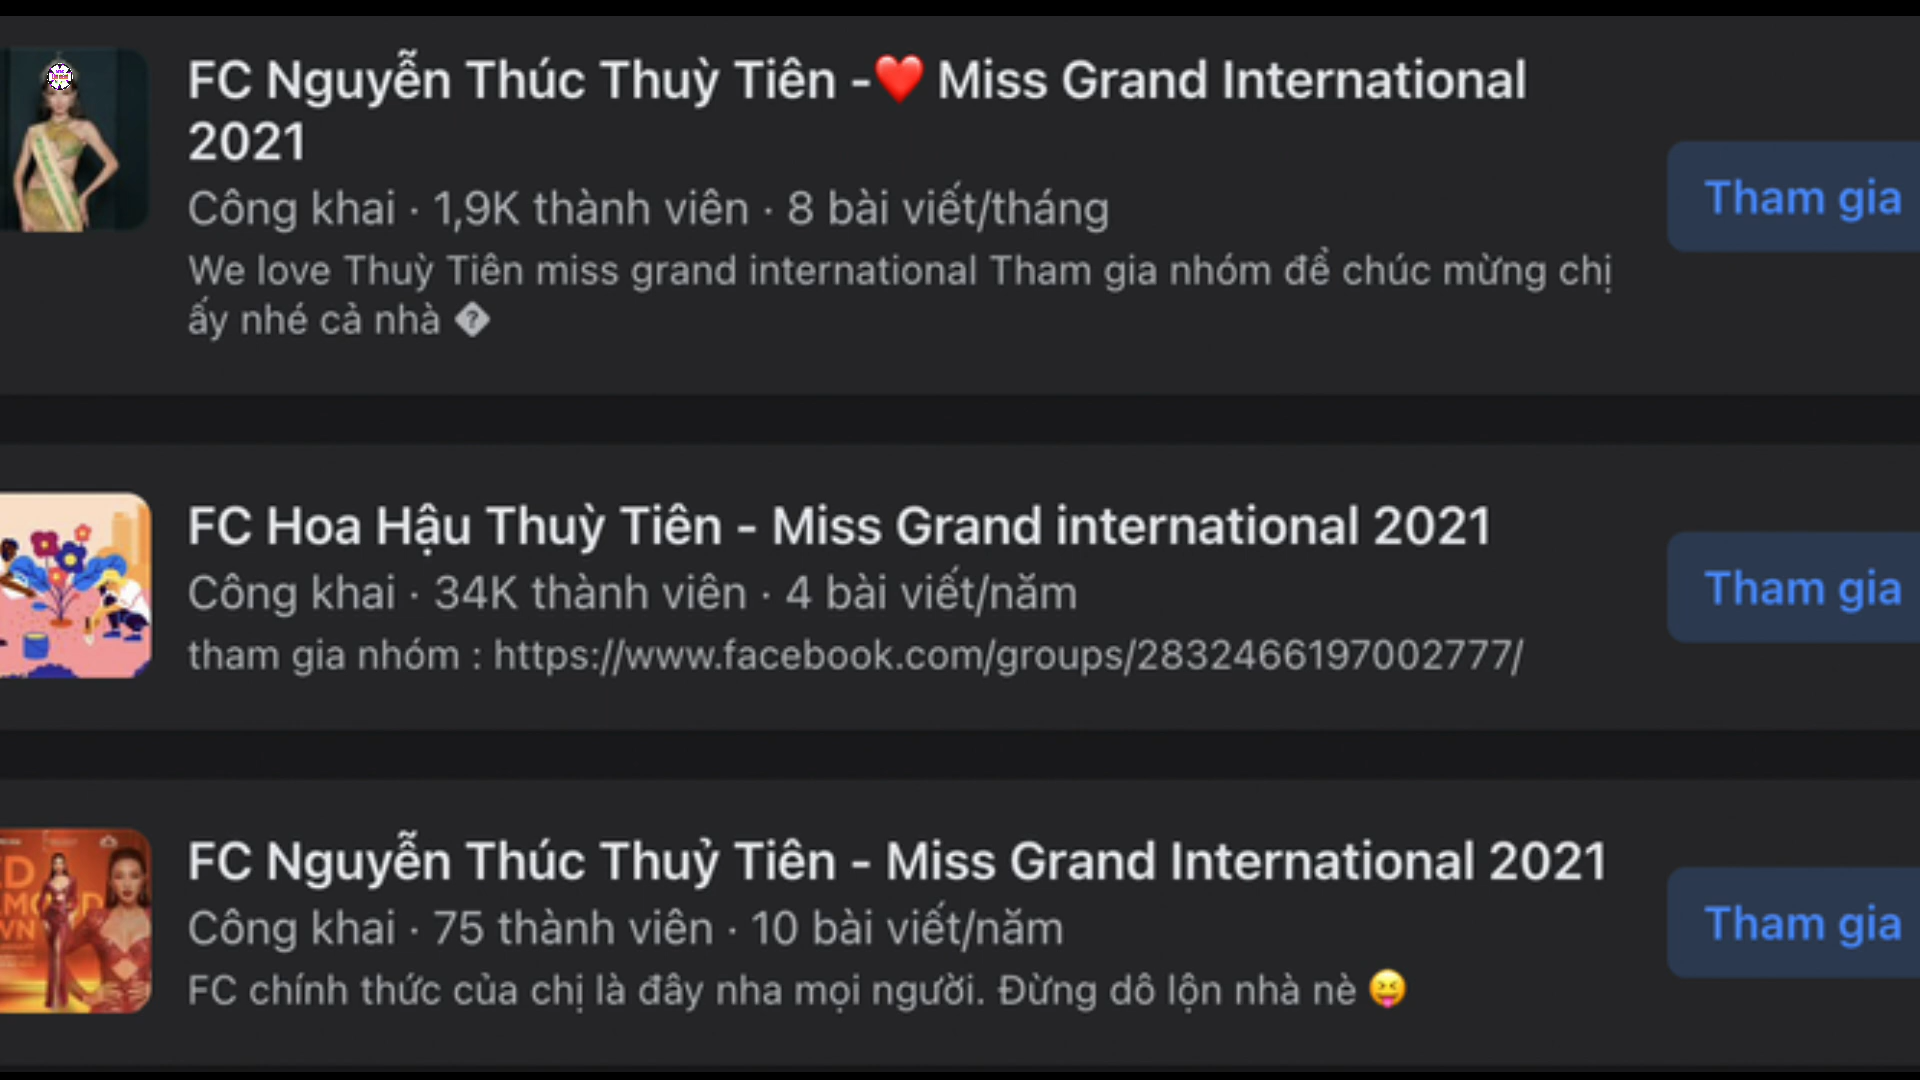 FC Nguyễn Thúc Thuỳ Tiên -❤️ Miss Grand International
2021
Công khai · 1,9K thành viên · 8 bài viết/tháng
Tham gia
We love Thuỳ Tiên miss grand international Tham gia nhóm để chúc mừng chị
ấy nhé cả nhà �
FC Hoa Hậu Thuỳ Tiên - Miss Grand international 2021
Công khai · 34K thành viên · 4 bài viết/năm
Tham gia
tham gia nhóm : https://www.facebook.com/groups/2832466197002777/
FC Nguyễn Thúc Thuỷ Tiên - Miss Grand International 2021
Công khai · 75 thành viên · 10 bài viết/năm
Tham gia
FC chính thức của chị là đây nha mọi người. Đừng dô lộn nhà nè 😝